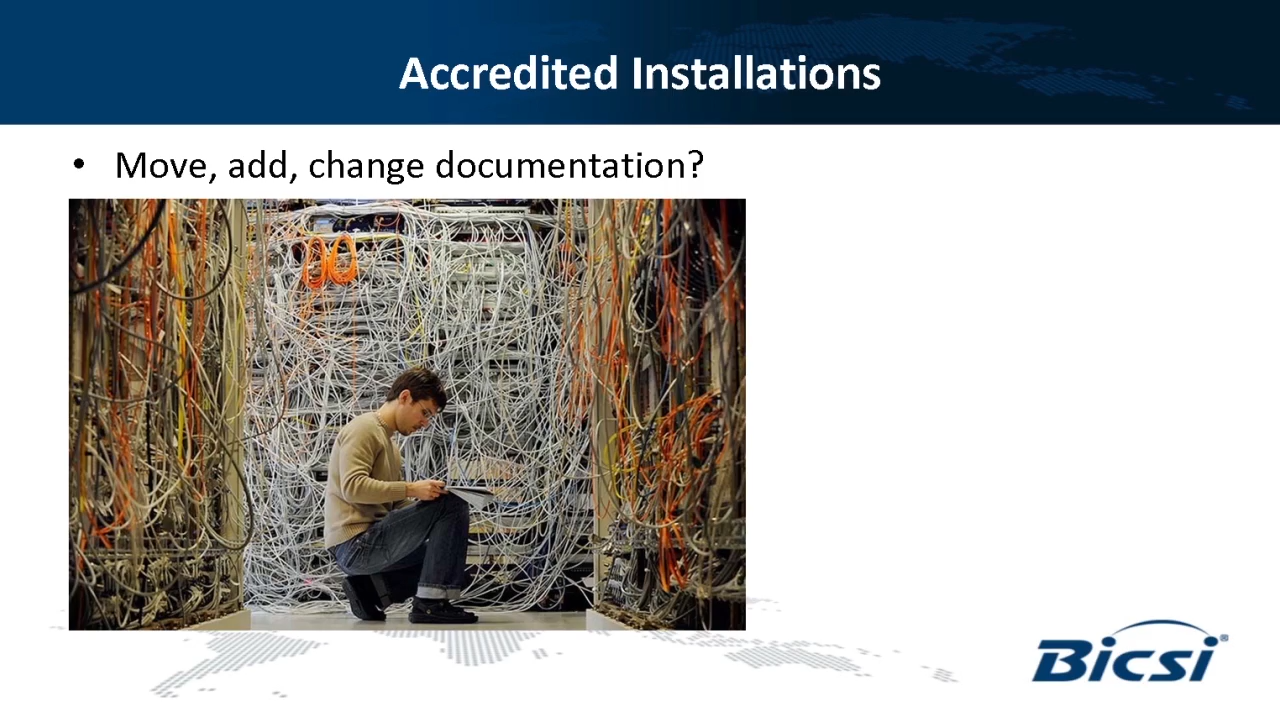 Accredited Installations
• Move, add, change documentation?
Bicsi®